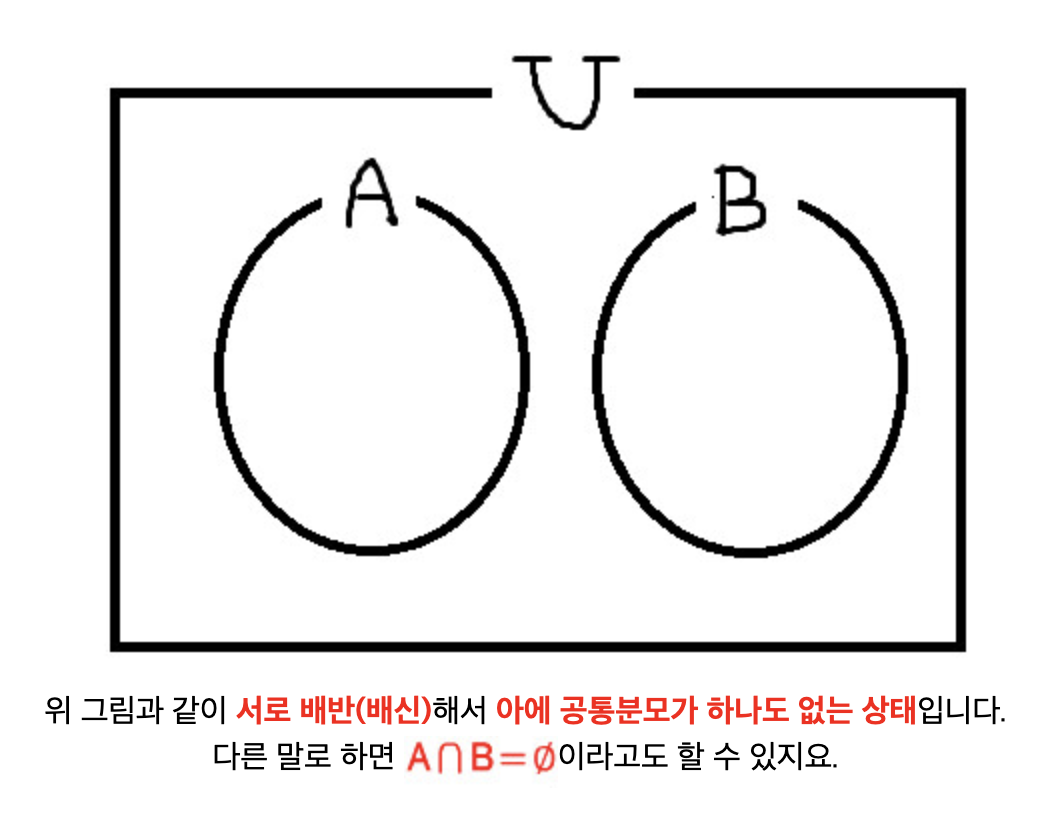 U
A
B
위 그림과 같이 서로 배반(배신)해서 아에 공통분모가 하나도 없는 상태입니다.
다른 말로 하면 A∩B=∅이라고도 할 수 있지요.